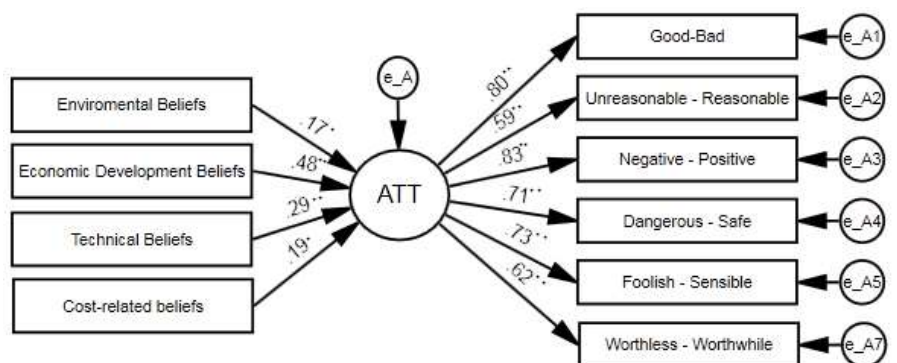 Enviromental Beliefs
.17*
Economic Development Beliefs
.48**
Technical Beliefs
.29**
Cost-related beliefs
.19*
e_A
ATT
.80**
Good-Bad
e_A1
.59**
Unreasonable - Reasonable
e_A2
.83**
Negative - Positive
e_A3
.71**
Dangerous - Safe
e_A4
.73**
Foolish - Sensible
e_A5
.62**
Worthless - Worthwhile
e_A7